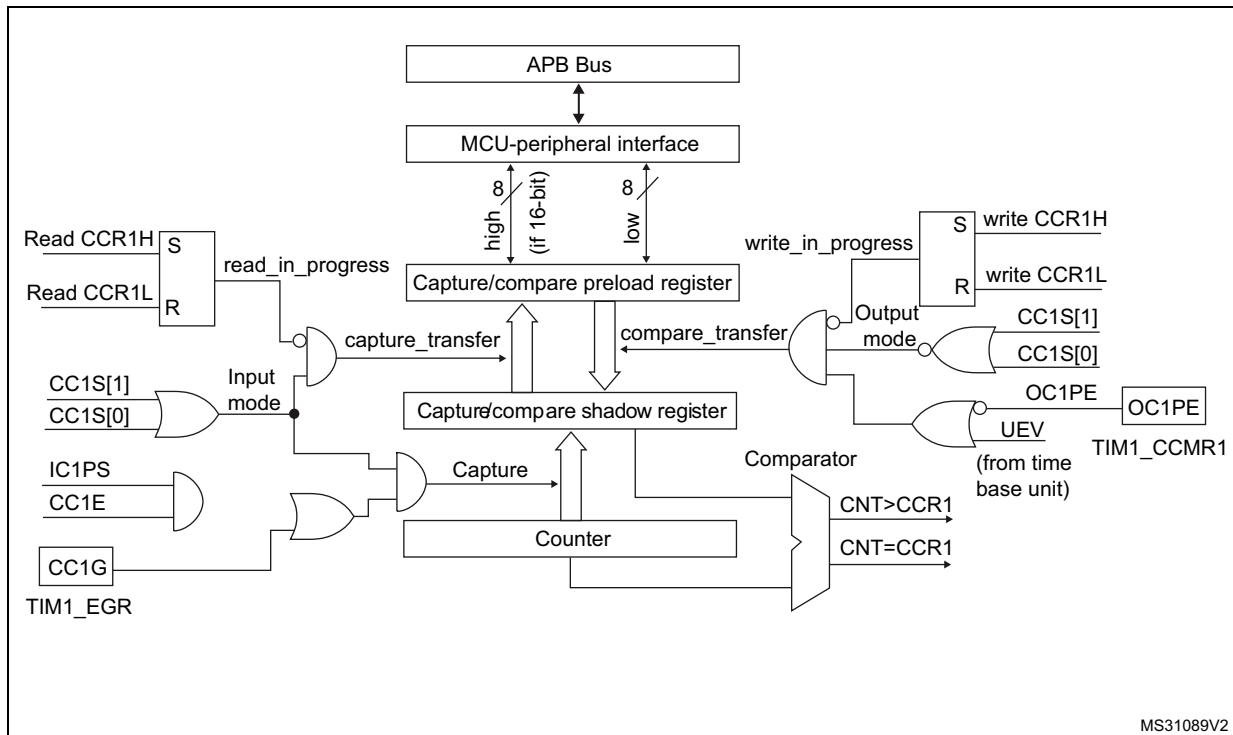 APB Bus
MCU-peripheral interface
8
high
(if 16-bit)
8
low
Read CCR1H
S
read_in_progress
Read CCR1L
R
write_in_progress
S
write CCR1H
R
write CCR1L
Capture/compare preload register
capture_transfer
compare_transfer
Output
mode
CC1S[1]
CC1S[0]
CC1S[1]
CC1S[0]
Input
mode
Capture/compare shadow register
OC1PE
OC1PE
UEV
TIM1_CCMR1
(from time
base unit)
IC1PS
CC1E
Capture
Comparator
CNT>CCR1
Counter
CNT=CCR1
CC1G
TIM1_EGR
MS31089V2